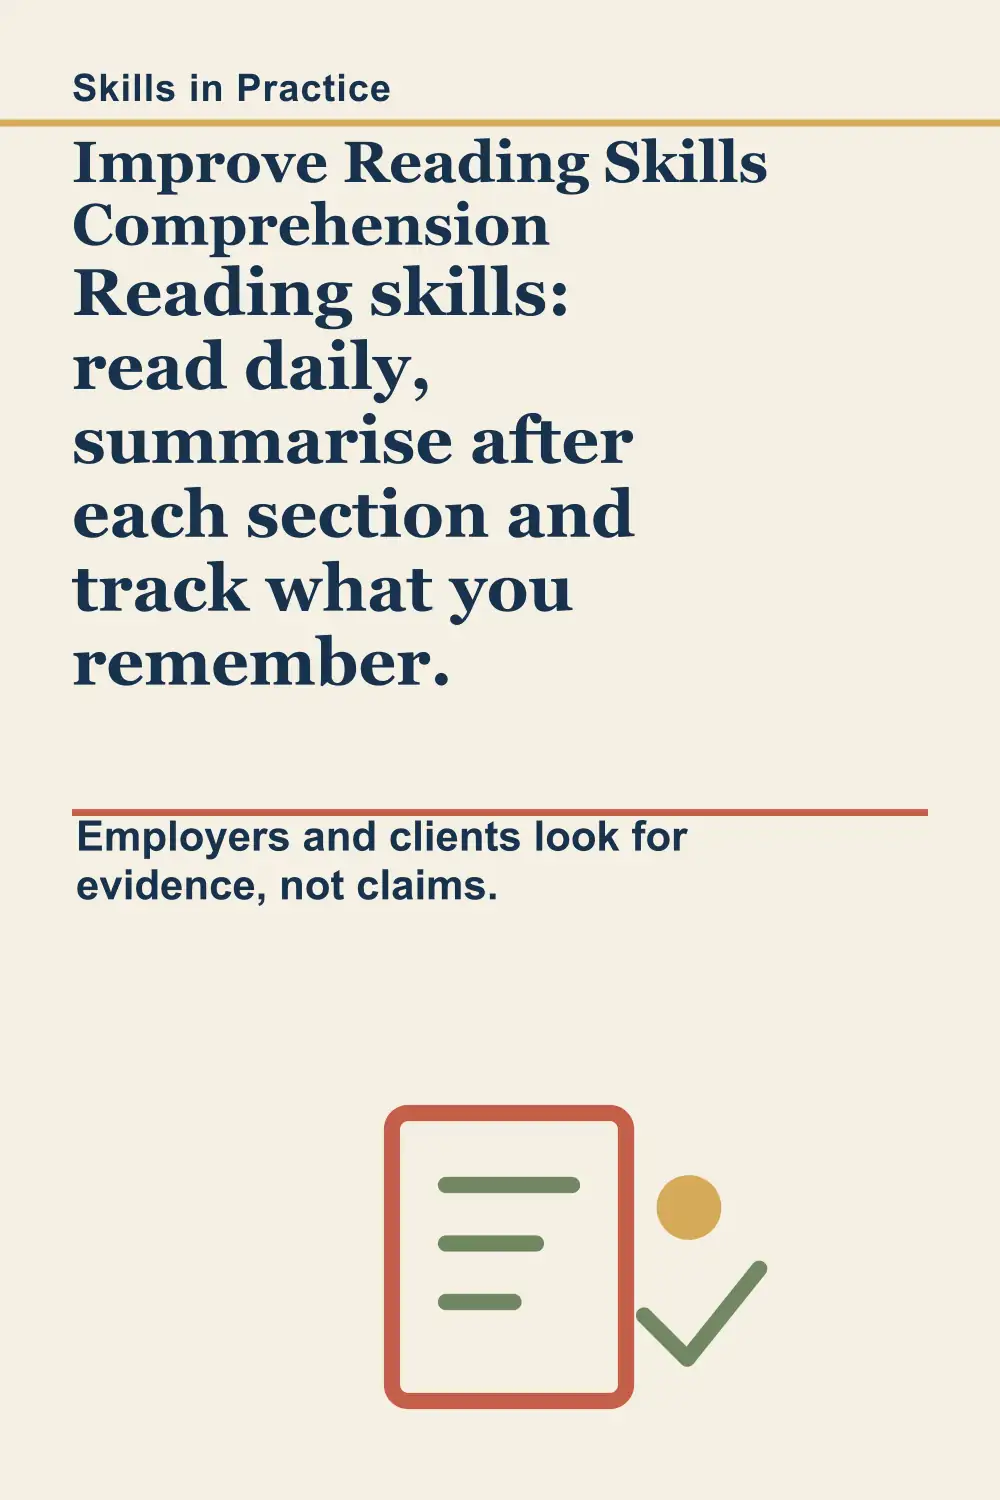 Skills in Practice
Improve Reading Skills
Comprehension
Reading skills:
read daily,
summarise after
each section and
track what you
remember.
Employers and clients look for
evidence, not claims.